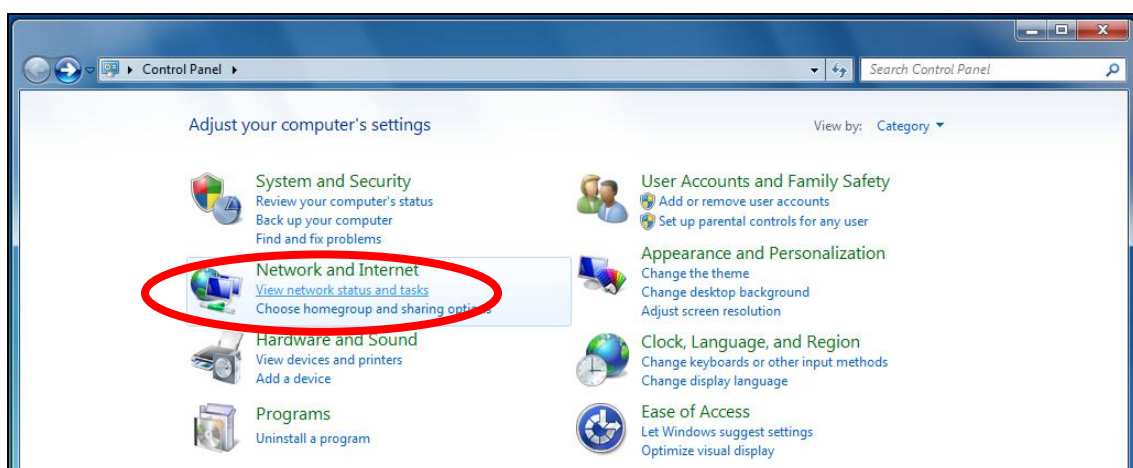 Control Panel
Search Control Panel
Adjust your computer's settings
View by: Category
System and Security
Review your computer's status
Back up your computer
Find and fix problems
Network and Internet
View network status and tasks
Choose homegroup and sharing options
Hardware and Sound
View devices and printers
Add a device
Programs
Uninstall a program
User Accounts and Family Safety
Add or remove user accounts
Set up parental controls for any user
Appearance and Personalization
Change the theme
Change desktop background
Adjust screen resolution
Clock, Language, and Region
Change keyboards or other input methods
Change display language
Ease of Access
Let Windows suggest settings
Optimize visual display